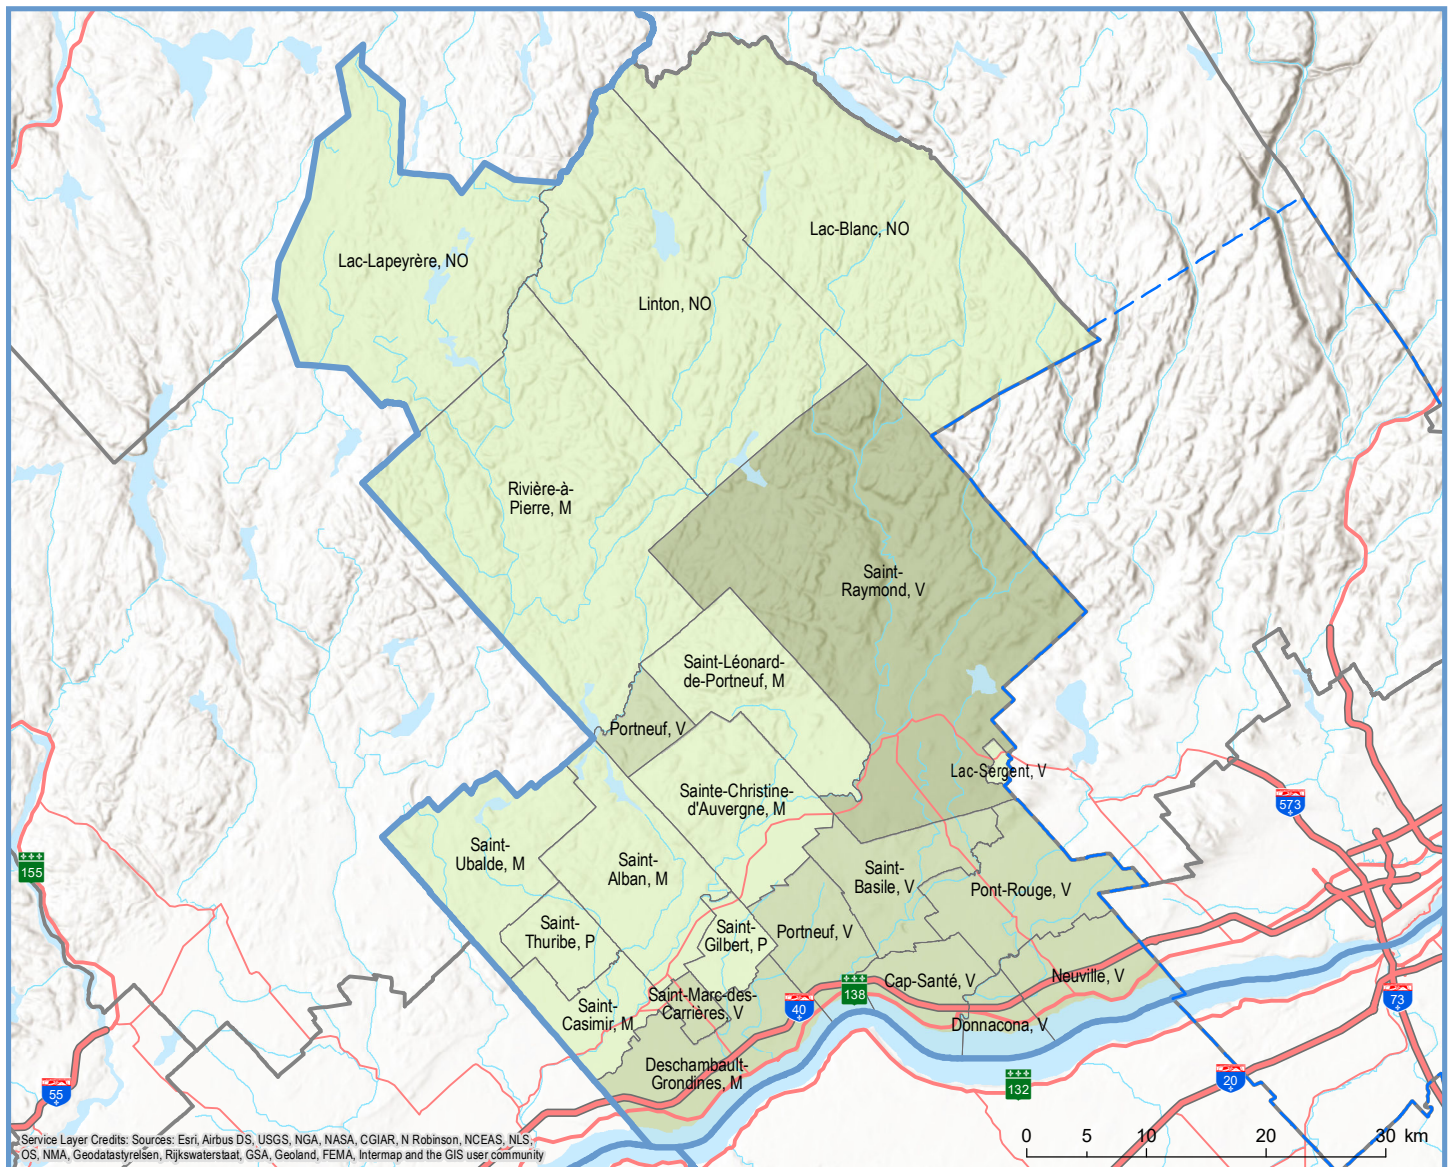 Lac-Blanc, NO
Lac-Lapeyrère, NO
Linton, NO
Rivière-à-
Pierre, M
Saint-
Raymond, V
Saint-Léonard-
de-Portneuf, M
Portneuf, V
Lac-Sergent, V
Sainte-Christine-
d'Auvergne, M
573
Saint-
Ubalde, M
Saint-
Alban, M
Saint-
Basile, V
Pont-Rouge, V
155
Saint-
Thuribe, P
Saint-
Gilbert, P
Portneuf, V
Cap-Santé, V
Neuville, V
138
73
Saint-Marc-des-
Carrières, V
40
Saint-
Casimir, M
Donnacona, V
Deschambault-
Grondines, M
20
132
55
0 5 10 20 30 km
Service Layer Credits: Sources: Esri, Airbus DS, USGS, NGA, NASA, CGIAR, N Robinson, NCEAS, NLS,
OS, NMA, Geodatastyrelsen, Rijkswaterstaat, GSA, Geoland, FEMA, Intermap and the GIS user community